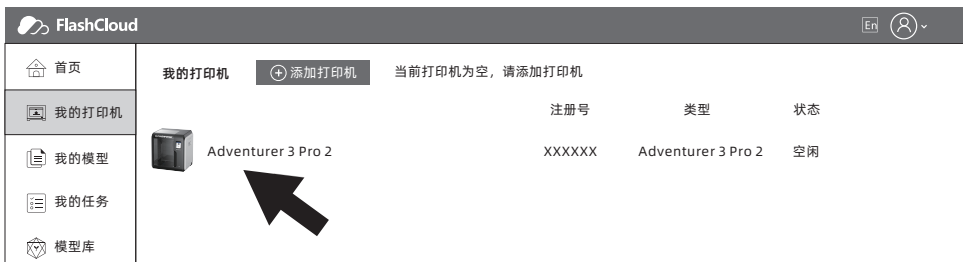 FlashCloud En
首页
我的打印机
我的模型
我的任务
模型库
我的打印机 添加打印机 当前打印机为空，请添加打印机
注册号 类型 状态
Adventurer 3 Pro 2 XXXXXX Adventurer 3 Pro 2 空闲